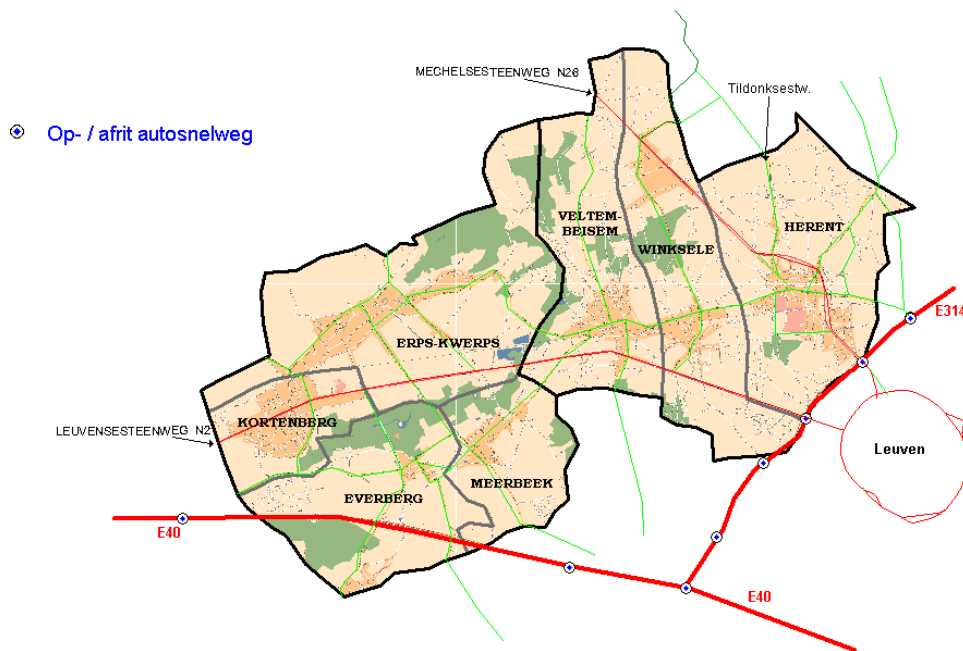 MECHELSESTEENWEG N26
Tildonksestw.
Op- / afrit autosnelweg
VELTEM-
BEISEM
WINKSELE
HERENT
E314
ERPS-KWERPS
KORTENBERG
LEUVENSESTEENWEG N2
Leuven
MEERBEEK
EVERBERG
E40
E40